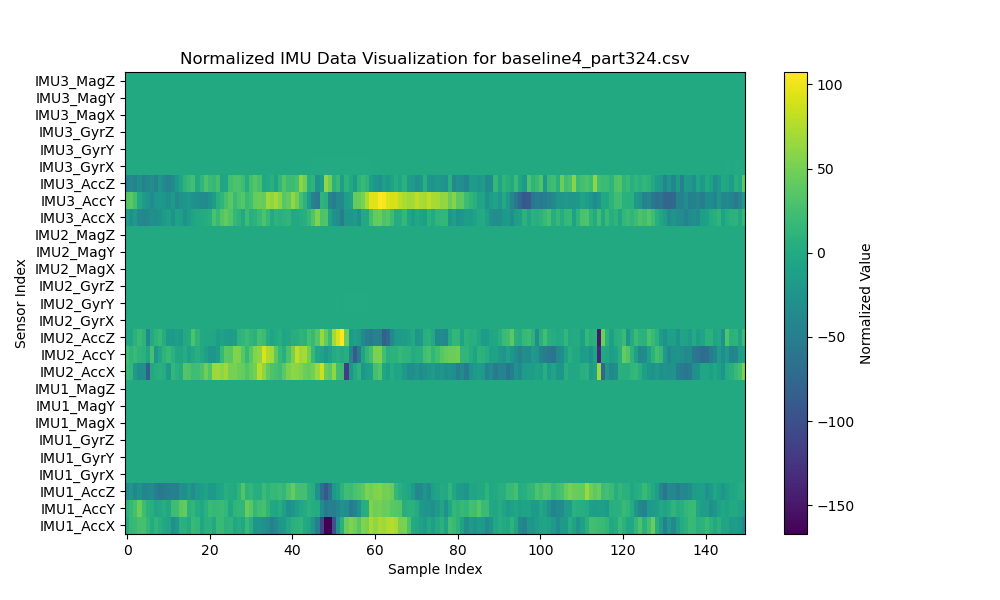 Normalized IMU Data Visualization for baseline4_part324.csv
IMU3_MagZ
IMU3_MagY
IMU3_MagX
IMU3_GyrZ
IMU3_GyrY
IMU3_GyrX
IMU3_AccZ
IMU3_AccY
IMU3_AccX
IMU2_MagZ
IMU2_MagY
IMU2_MagX
IMU2_GyrZ
IMU2_GyrY
IMU2_GyrX
IMU2_AccZ
IMU2_AccY
IMU2_AccX
IMU1_MagZ
IMU1_MagY
IMU1_MagX
IMU1_GyrZ
IMU1_GyrY
IMU1_GyrX
IMU1_AccZ
IMU1_AccY
IMU1_AccX
Sensor Index
0 20 40 60 80 100 120 140
Sample Index
100
50
0
−50
−100
−150
Normalized Value